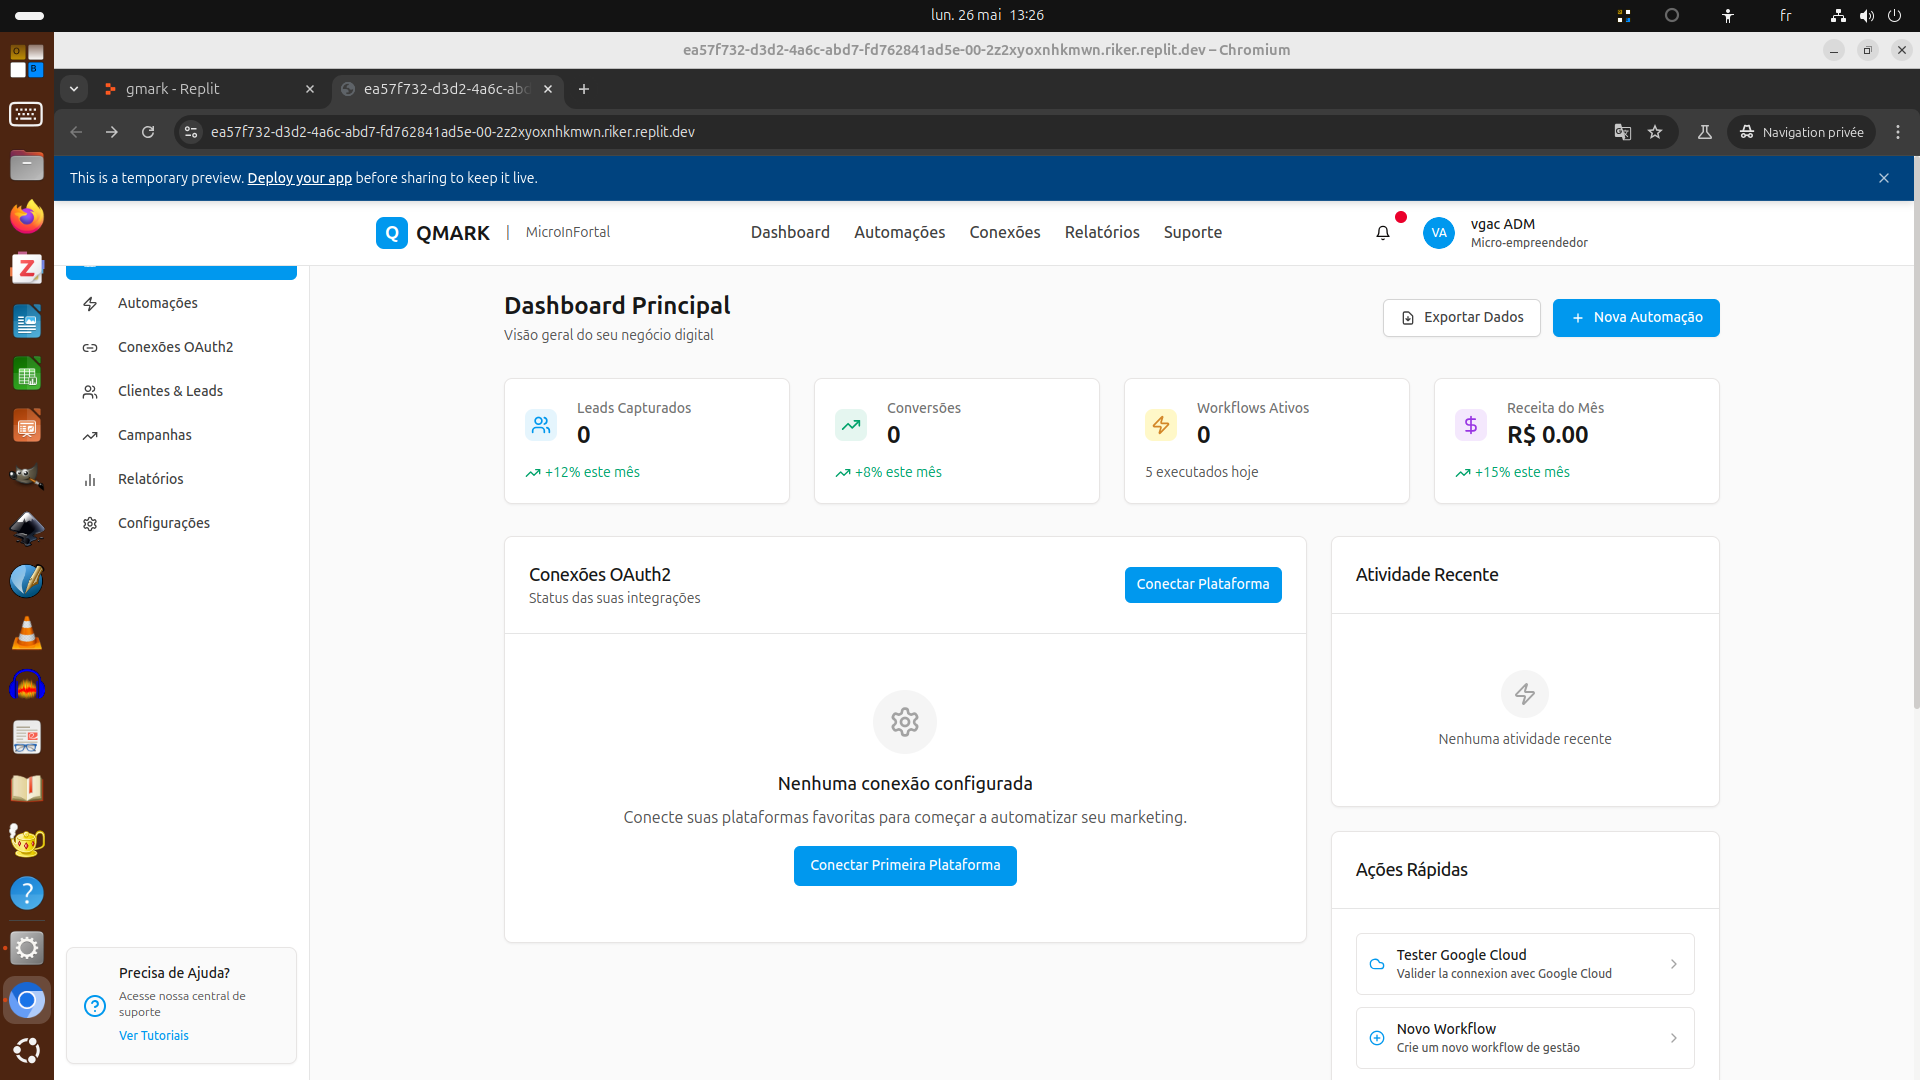 lun. 26 mai 13:26
fr
ea57f732-d3d2-4a6c-abd7-fd762841ad5e-00-2z2xyoxnhkmwn.riker.replit.dev – Chromium
gmark - Replit
ea57f732-d3d2-4a6c-abd
ea57f732-d3d2-4a6c-abd7-fd762841ad5e-00-2z2xyoxnhkmwn.riker.replit.dev
Navigation privée
This is a temporary preview. Deploy your app before sharing to keep it live.
Q QMARK | MicroInFortal
Dashboard Automações Conexões Relatórios Suporte
VA
vgac ADM
Micro-empreendedor
Automações
Conexões OAuth2
Clientes & Leads
Campanhas
Relatórios
Configurações
Precisa de Ajuda?
Acesse nossa central de
suporte
Ver Tutoriais
Dashboard Principal
Visão geral do seu negócio digital
Exportar Dados
Nova Automação
Leads Capturados
0
+12% este mês
Conversões
0
+8% este mês
Workflows Ativos
0
5 executados hoje
Receita do Mês
R$ 0.00
+15% este mês
Conexões OAuth2
Status das suas integrações
Conectar Plataforma
Nenhuma conexão configurada
Conecte suas plataformas favoritas para começar a automatizar seu marketing.
Conectar Primeira Plataforma
Atividade Recente
Nenhuma atividade recente
Ações Rápidas
Tester Google Cloud
Valider la connexion avec Google Cloud
Novo Workflow
Crie um novo workflow de gestão